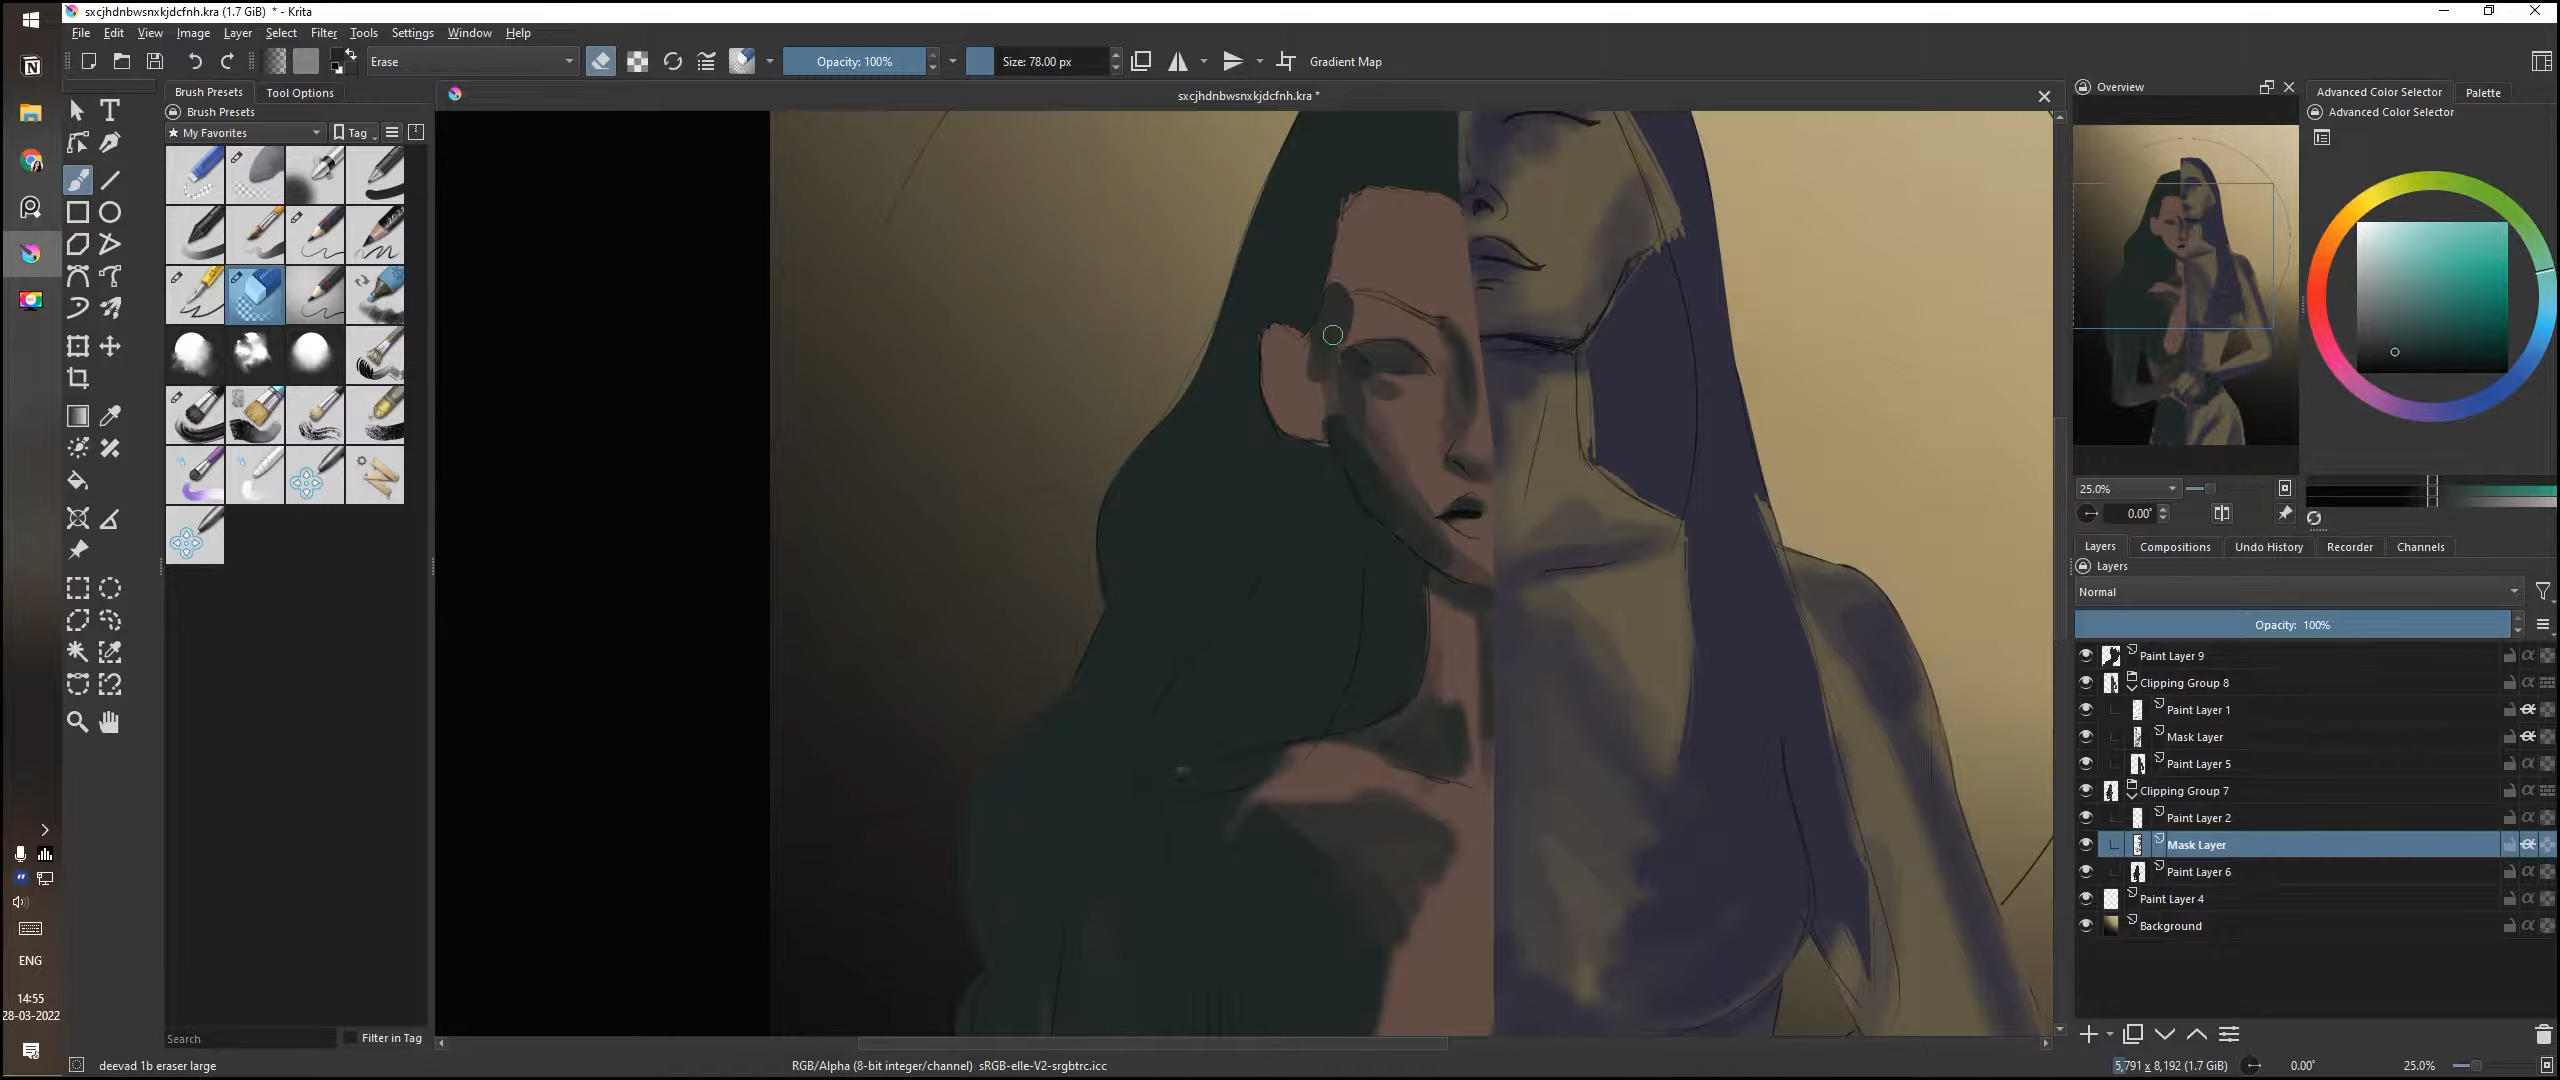 sxcjhdnbwsnxkjdcfnh.kra (1.7 GiB) * - Krita
File Edit View Image Layer Select Filter Tools Settings Window Help
Erase
Opacity: 100%
Size: 78.00 px
Gradient Map
Brush Presets
Tool Options
sxcjhdnbwsnxkjdcfnh.kra *
Overview
Advanced Color Selector
Palette
Brush Presets
Advanced Color Selector
★ My Favorites
Tag
25.0%
0.00°
Layers Compositions Undo History Recorder Channels
Layers
Normal
Opacity: 100%
Paint Layer 9
Clipping Group 8
Paint Layer 1
Mask Layer
Paint Layer 5
Clipping Group 7
Paint Layer 2
Mask Layer
Paint Layer 6
Paint Layer 4
Background
ENG
14:55
28-03-2022
Search
Filter in Tag
deevad 1b eraser large
RGB/Alpha (8-bit integer/channel) sRGB-elle-V2-srgbtrc.icc
5,791 x 8,192 (1.7 GiB)
0.00°
25.0%